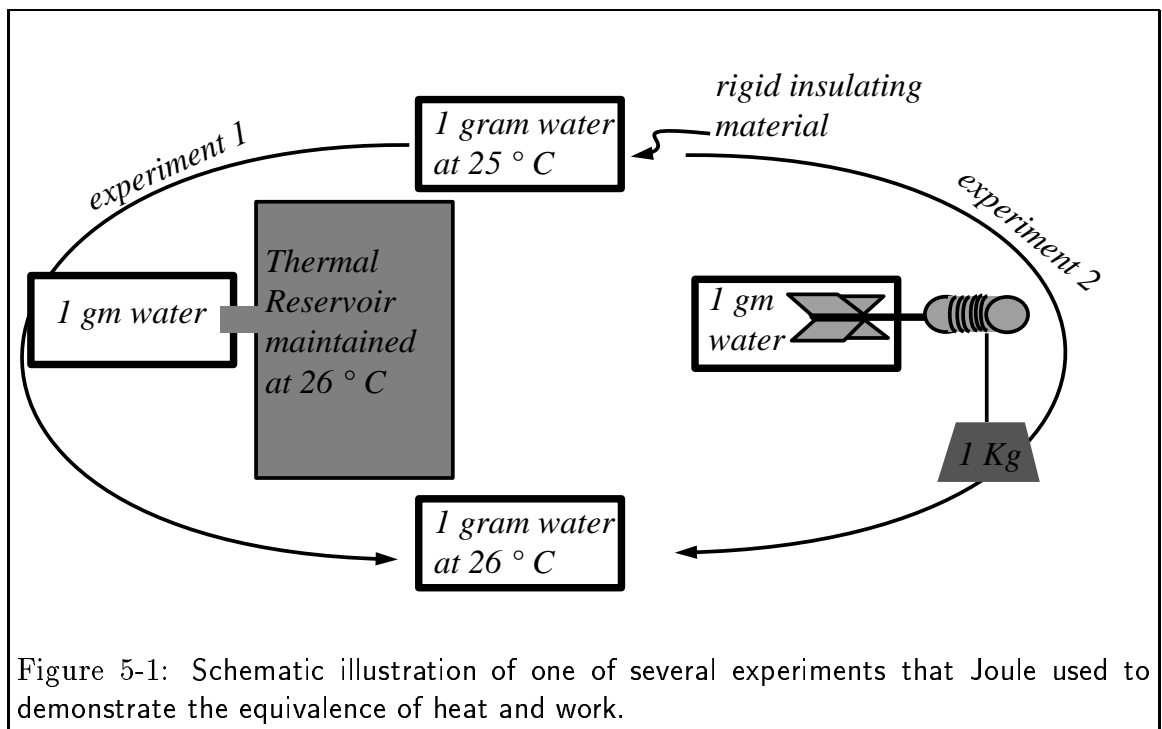 rigid insulating
material
1 gram water
at 25 ° C
experiment 1
experiment 2
Thermal
Reservoir
maintained
at 26 ° C
1 gm water
1 gm
water
1 Kg
1 gram water
at 26 ° C
Figure 5-1: Schematic illustration of one of several experiments that Joule used to
demonstrate the equivalence of heat and work.